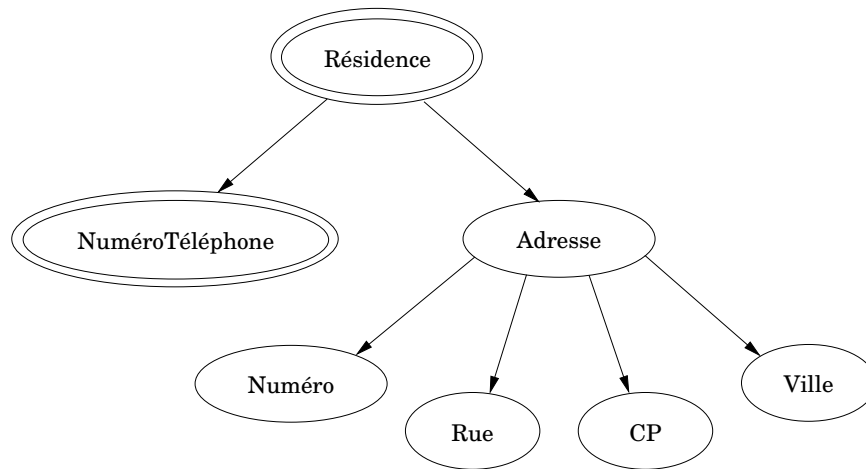 Résidence
NuméroTéléphone
Adresse
Numéro
Rue
CP
Ville